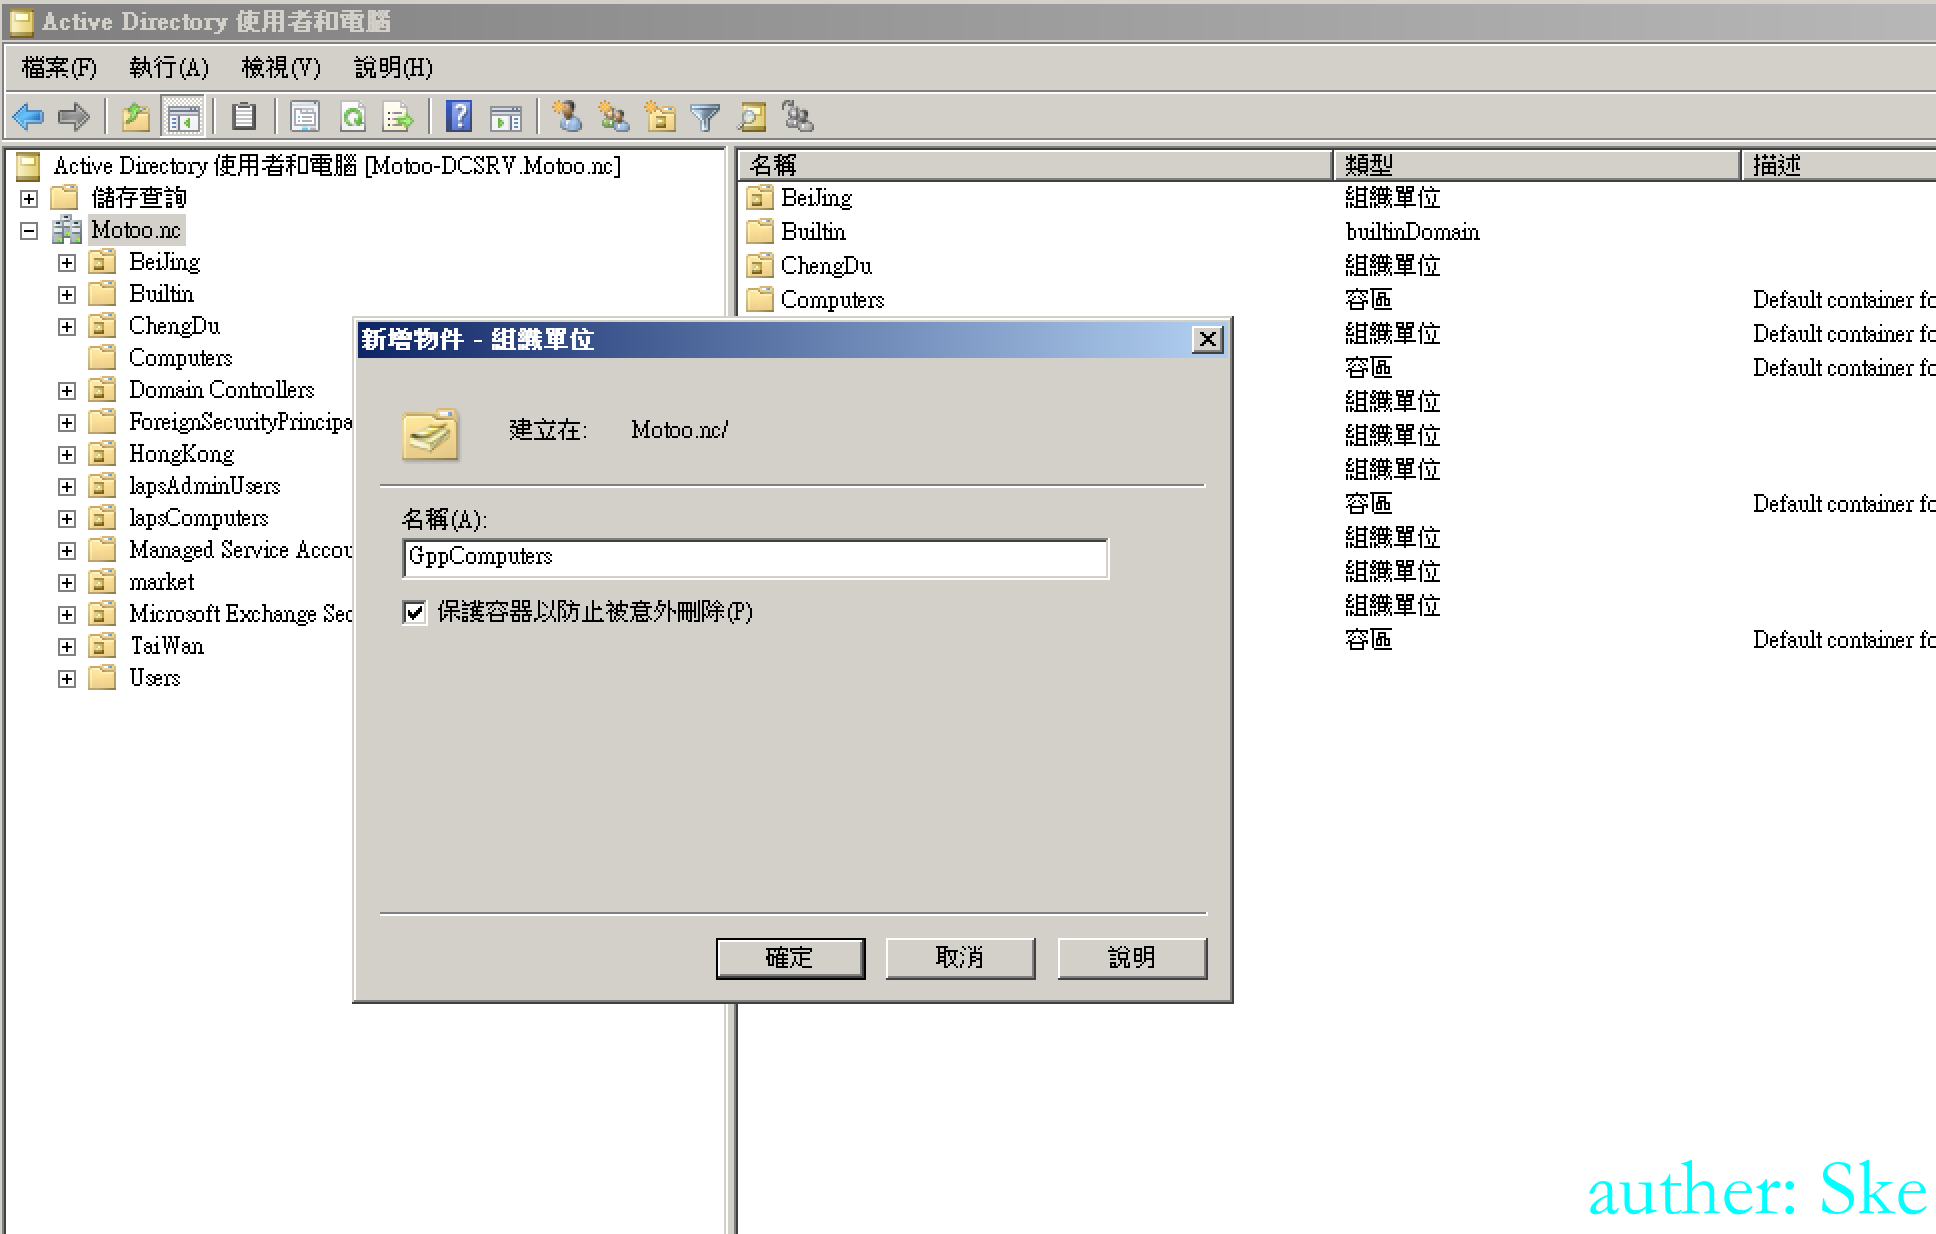 Active Directory 使用者和電腦
檔案(F) 執行(A) 檢視(V) 說明(H)
Active Directory 使用者和電腦 [Motoo-DCSRV.Motoo.nc]
儲存查詢
Motoo.nc
BeiJing
Builtin
ChengDu
Computers
Domain Controllers
ForeignSecurityPrincipa
HongKong
lapsAdminUsers
lapsComputers
Managed Service Accou
market
Microsoft Exchange Sec
TaiWan
Users
名稱 類型 描述
BeiJing 組織單位
Builtin builtinDomain
ChengDu 組織單位
Computers 容區 Default container fo
組織單位 Default container fo
容區 Default container fo
組織單位
組織單位
組織單位
容區 Default container fo
組織單位
組織單位
組織單位
容區 Default container fo
新增物件 - 組織單位
建立在: Motoo.nc/
名稱(A):
GppComputers
保護容器以防止被意外刪除(P)
確定 取消 說明
auther: Ske